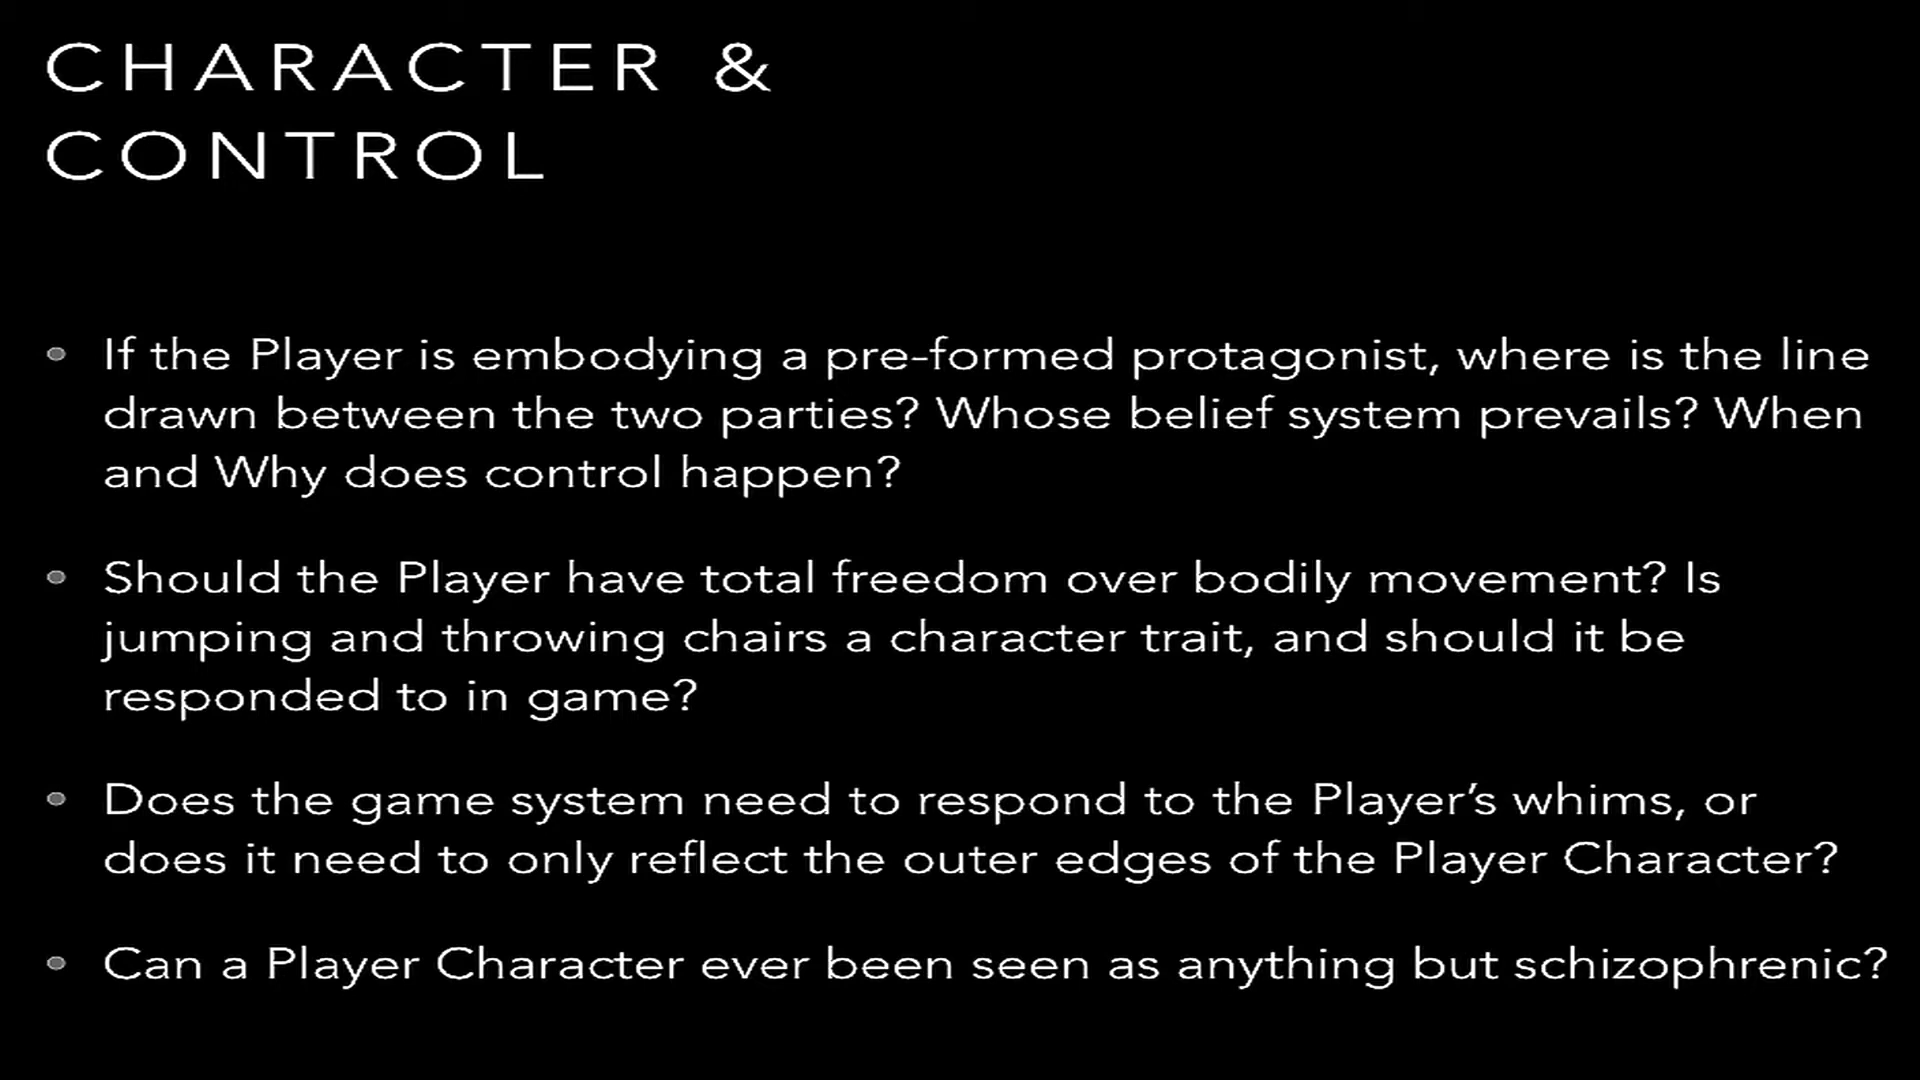 CHARACTER &
CONTROL
• If the Player is embodying a pre-formed protagonist, where is the line
drawn between the two parties? Whose belief system prevails? When
and Why does control happen?
• Should the Player have total freedom over bodily movement? Is
jumping and throwing chairs a character trait, and should it be
responded to in game?
• Does the game system need to respond to the Player’s whims, or
does it need to only reflect the outer edges of the Player Character?
• Can a Player Character ever been seen as anything but schizophrenic?